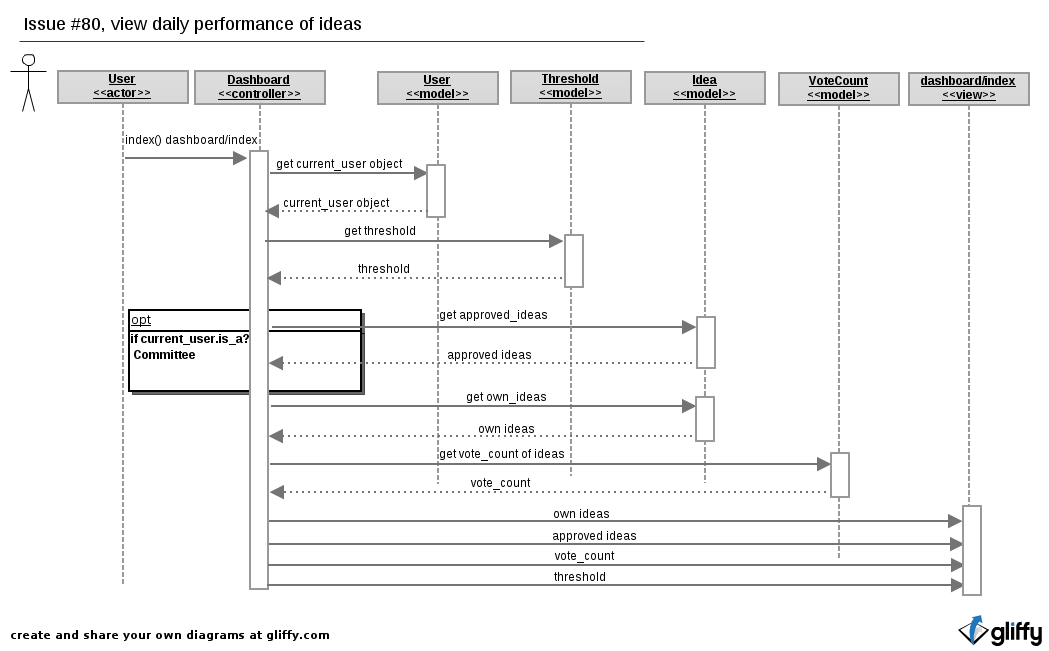 Issue #80, view daily performance of ideas
User
<<actor>>
Dashboard
<<controller>>
User
<<model>>
Threshold
<<model>>
Idea
<<model>>
VoteCount
<<model>>
dashboard/index
<<view>>
index() dashboard/index
get current_user object
current_user object
get threshold
threshold
opt
if current_user.is_a?
Committee
get approved_ideas
approved ideas
get own_ideas
own ideas
get vote_count of ideas
vote_count
own ideas
approved ideas
vote_count
threshold
create and share your own diagrams at gliffy.com
gliffy